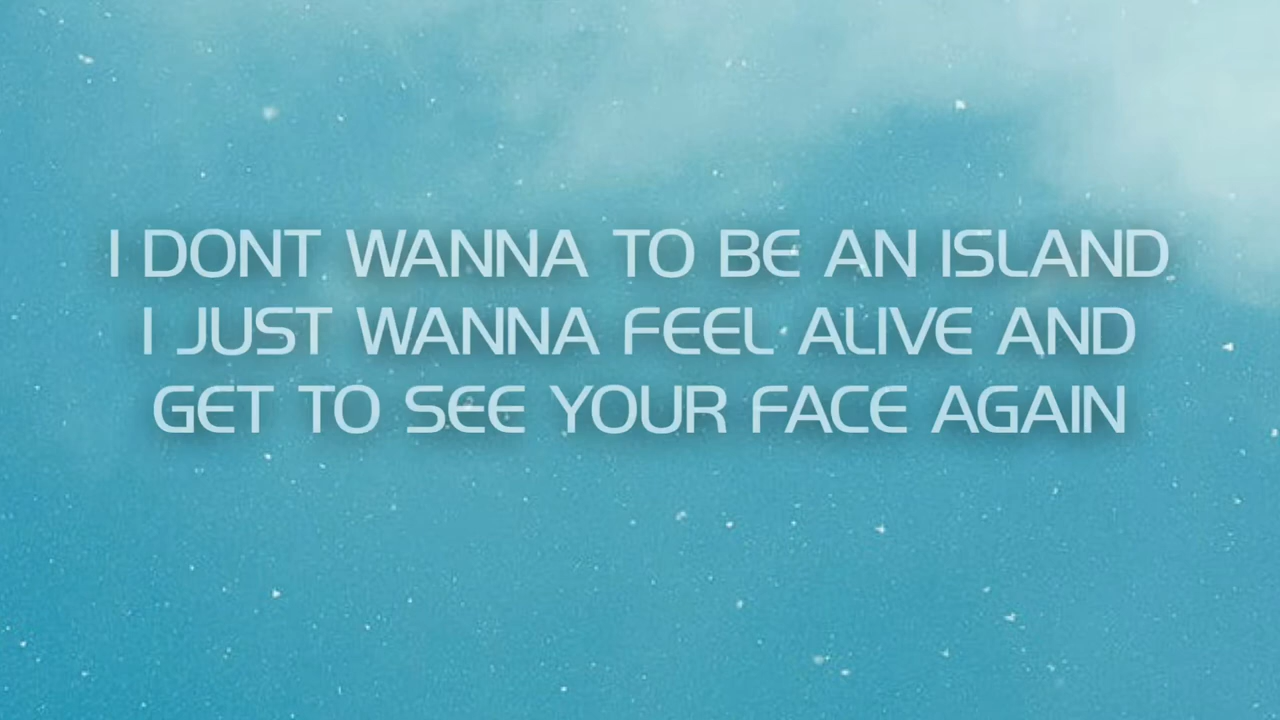 I DONT WANNA TO BE AN ISLAND
I JUST WANNA FEEL ALIVE AND
GET TO SEE YOUR FACE AGAIN